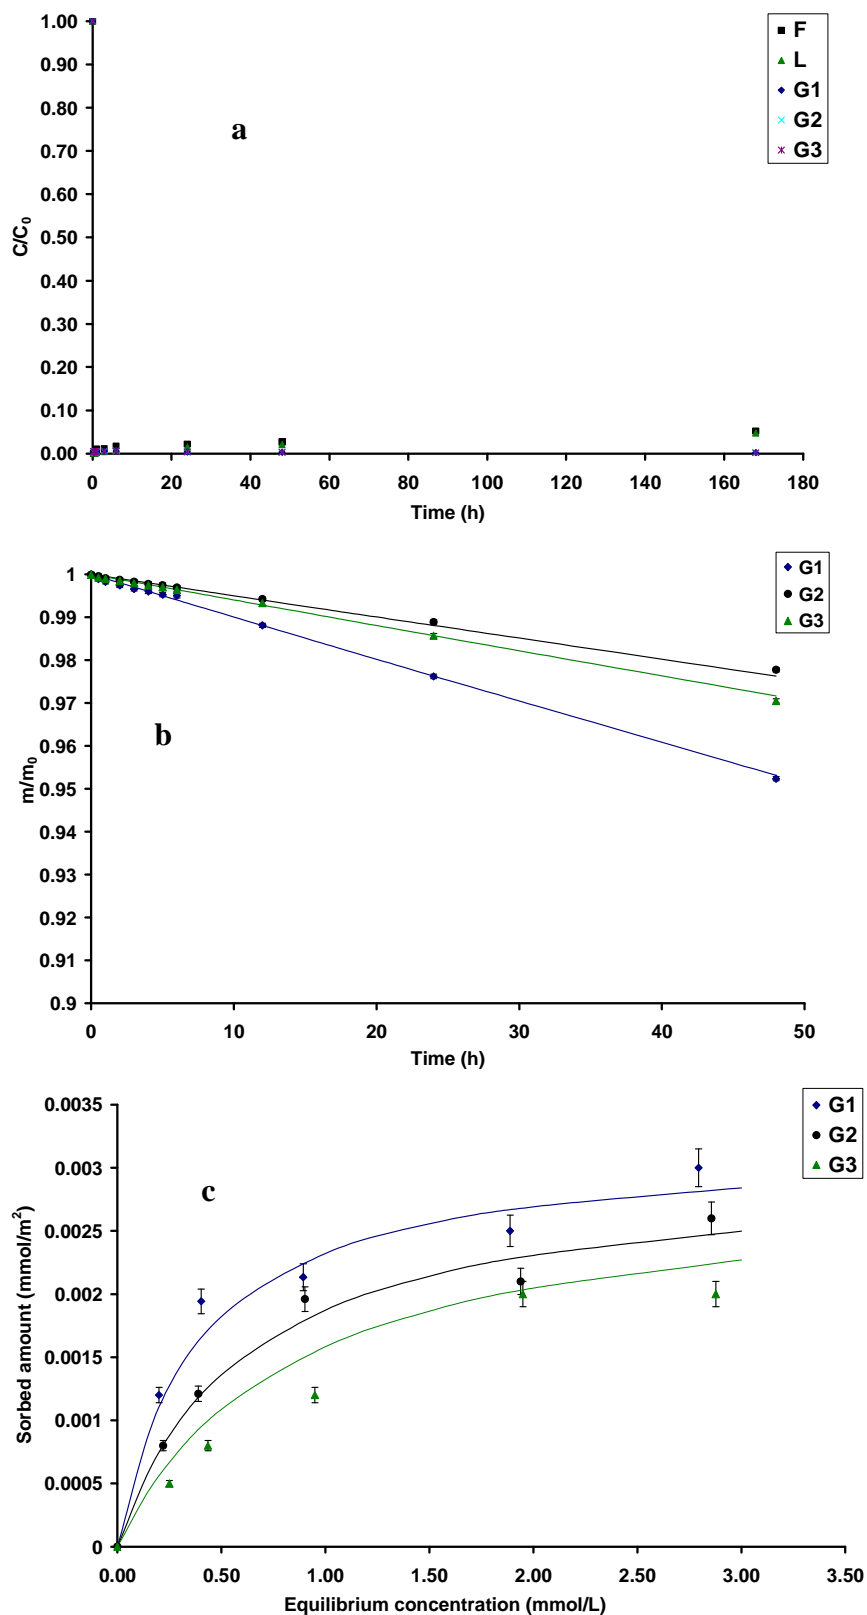 1.00
0.90
0.80
0.70
0.60
0.50
0.40
0.30
0.20
0.10
0.00
C/C0
a
F
L
G1
G2
G3
0 20 40 60 80 100 120 140 160 180
Time (h)
1
0.99
0.98
0.97
0.96
0.95
0.94
0.93
0.92
0.91
0.9
m/m0
b
G1
G2
G3
0 10 20 30 40 50
Time (h)
0.0035
0.003
0.0025
0.002
0.0015
0.001
0.0005
0
Sorbed amount (mmol/m²)
c
G1
G2
G3
0.00 0.50 1.00 1.50 2.00 2.50 3.00 3.50
Equilibrium concentration (mmol/L)